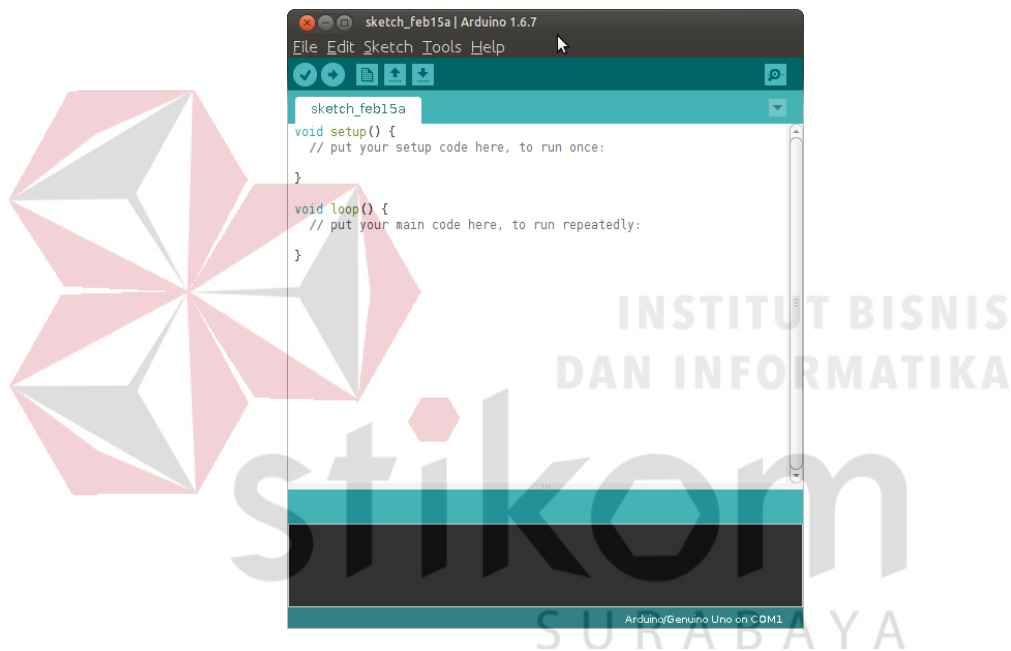 sketch_feb15a | Arduino 1.6.7
File Edit Sketch Tools Help
sketch_feb15a
void setup() {
  // put your setup code here, to run once:
}
void loop() {
  // put your main code here, to run repeatedly:
}
INSTITUT BISNIS
DAN INFORMATIKA
stikom
Arduino/Genuino Uno on COM1
SURABAYA